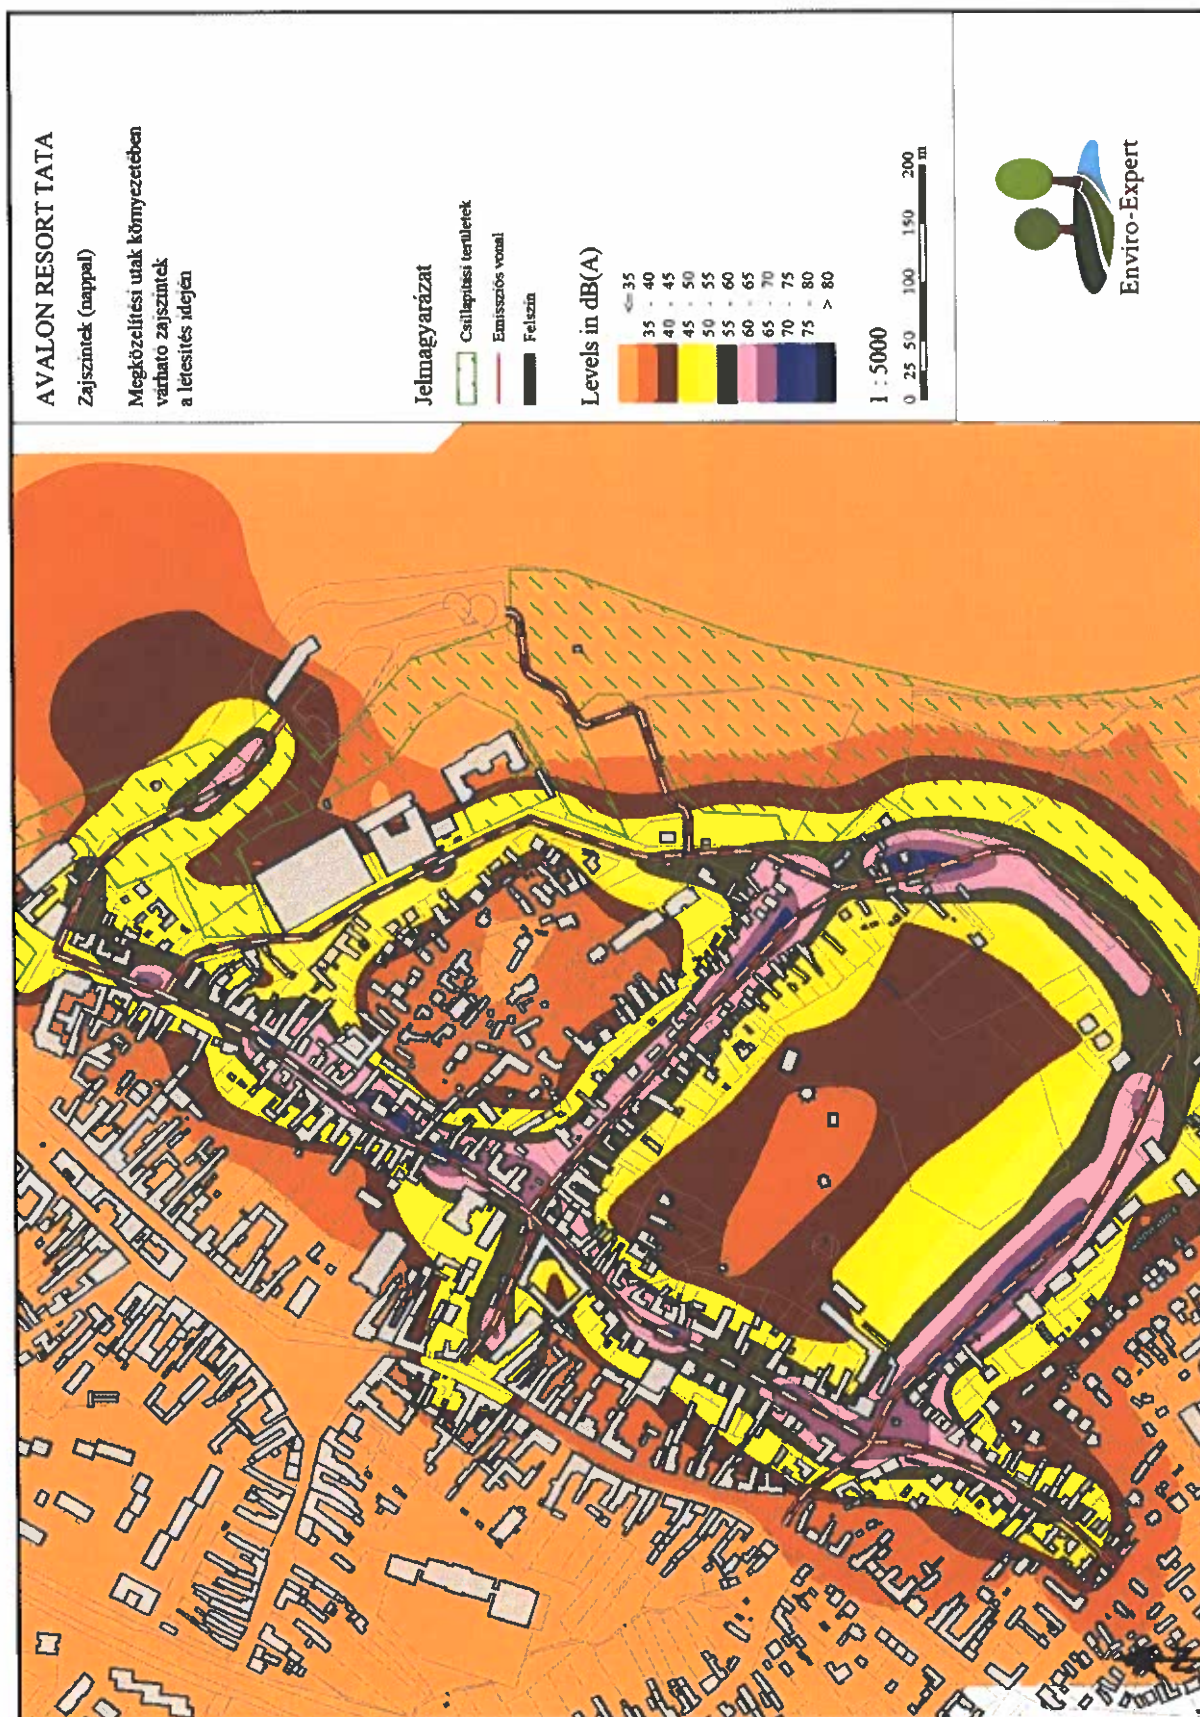 AVALON RESORT TATA
Zajszintek (nappal)
Megközelítési utak környezetében
várható zajszintek
a létesítés idején
Jelmagyarázat
Csillapítási területek
Emissziós vonal
Felszín
Levels in dB(A)
<= 35
35 - 40
40 - 45
45 - 50
50 - 55
55 - 60
60 - 65
65 - 70
70 - 75
75 - 80
> 80
1 : 5000
0 25 50 100 150 200
m
Enviro-Expert